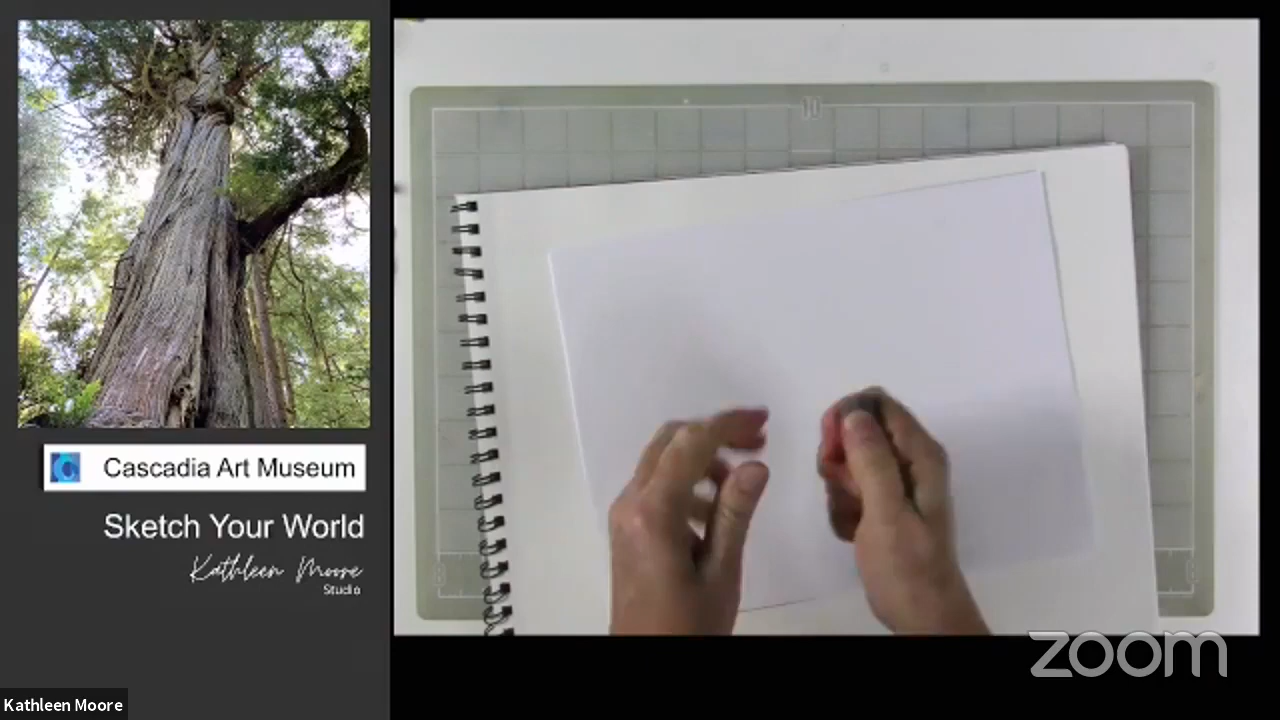 10
Cascadia Art Museum
Sketch Your World
Kathleen Moore
Studio
zoom
Kathleen Moore